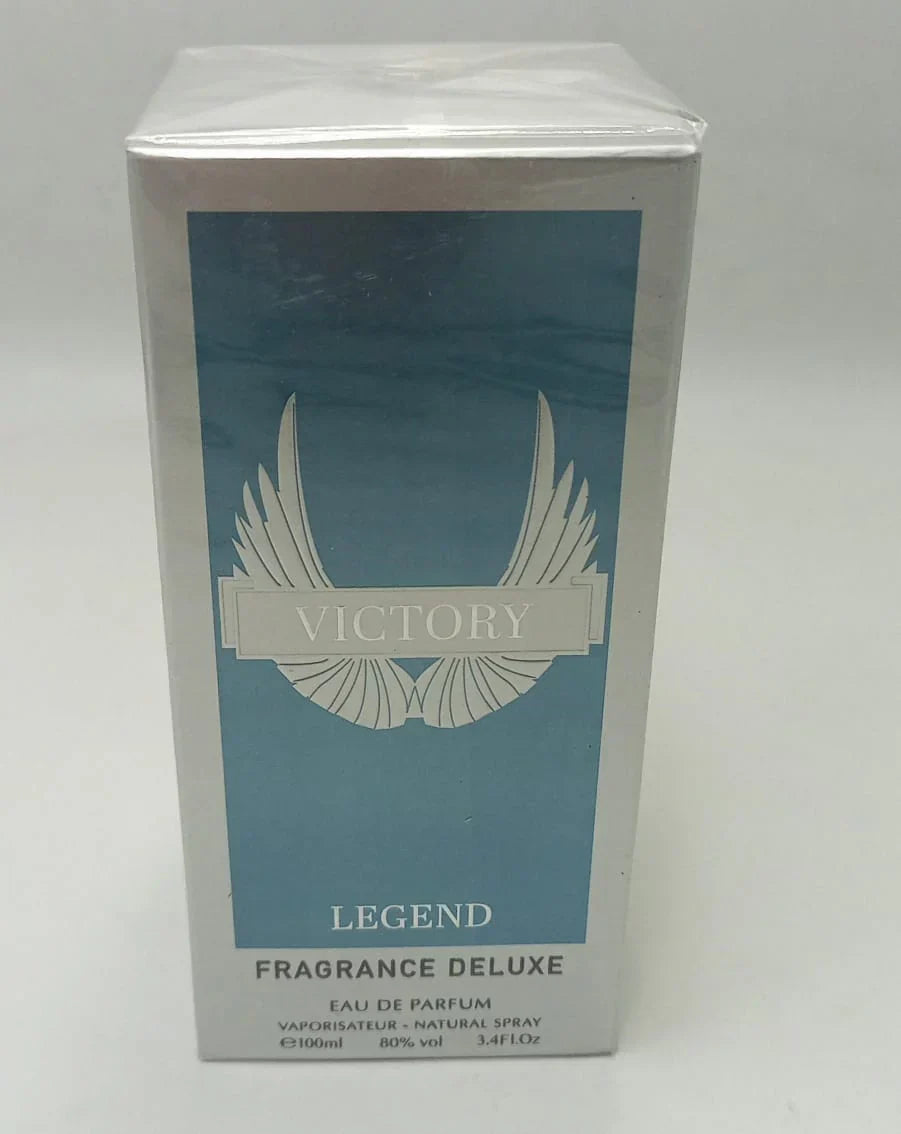 VICTORY
LEGEND
FRAGRANCE DELUXE
EAU DE PARFUM
VAPORISATEUR - NATURAL SPRAY
℮100ml 80% vol 3.4Fl.Oz